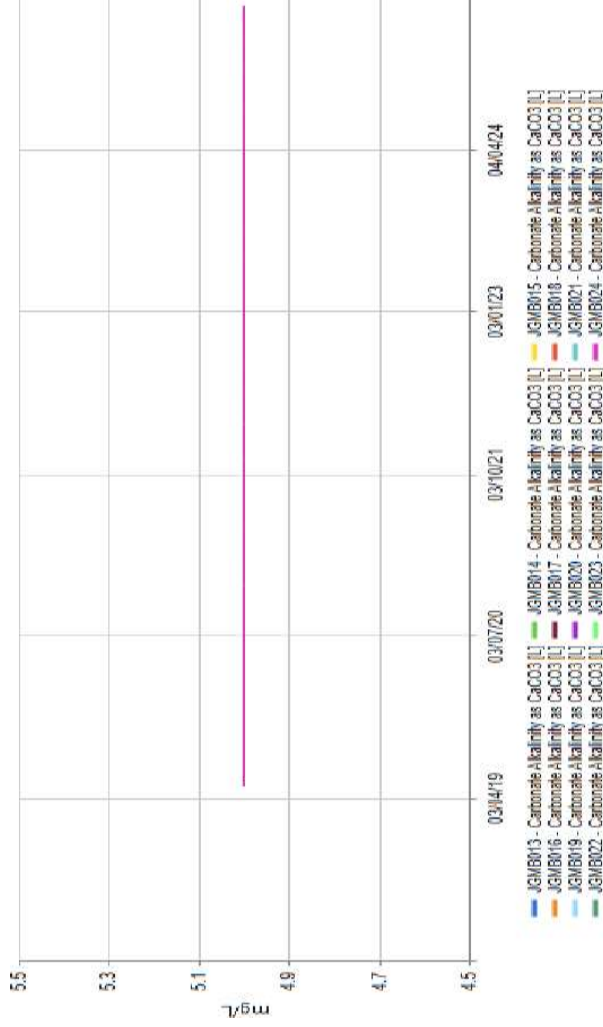 5.5
5.3
5.1
4.9
4.7
4.5
mg/L
03/04/19
03/07/20
03/10/21
03/01/23
04/04/24
JGMB013 - Carbonate Alkalinity as CaCO3 [L]
JGMB014 - Carbonate Alkalinity as CaCO3 [L]
JGMB015 - Carbonate Alkalinity as CaCO3 [L]
JGMB016 - Carbonate Alkalinity as CaCO3 [L]
JGMB017 - Carbonate Alkalinity as CaCO3 [L]
JGMB018 - Carbonate Alkalinity as CaCO3 [L]
JGMB019 - Carbonate Alkalinity as CaCO3 [L]
JGMB020 - Carbonate Alkalinity as CaCO3 [L]
JGMB021 - Carbonate Alkalinity as CaCO3 [L]
JGMB022 - Carbonate Alkalinity as CaCO3 [L]
JGMB023 - Carbonate Alkalinity as CaCO3 [L]
JGMB024 - Carbonate Alkalinity as CaCO3 [L]